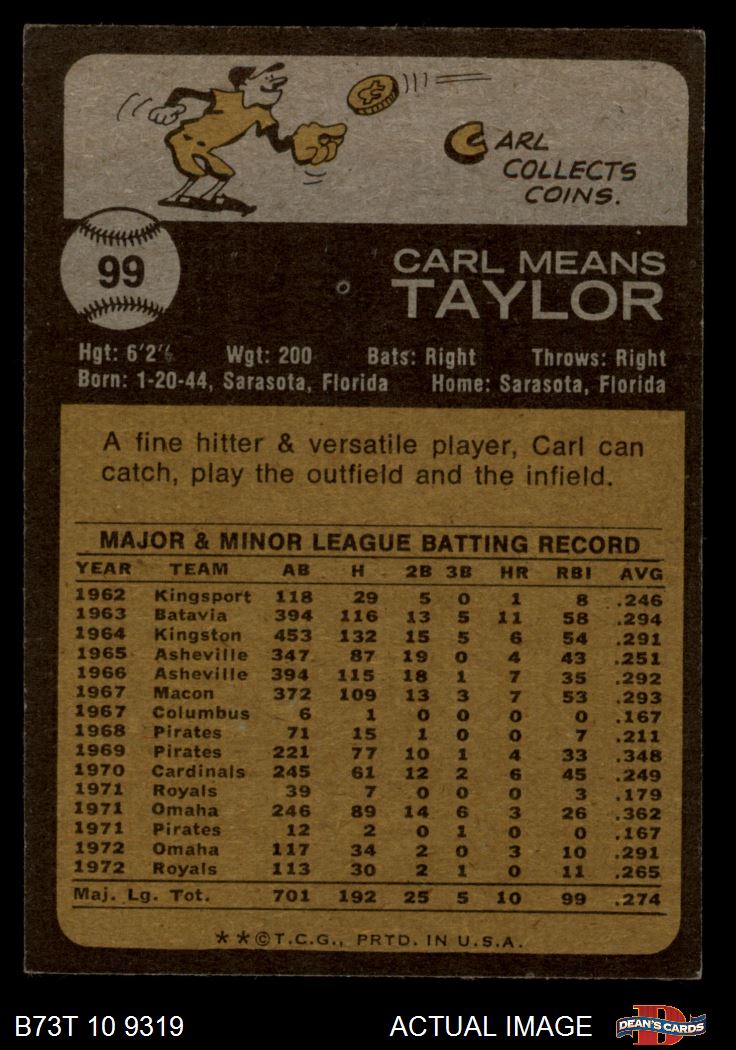 CARL
COLLECTS
COINS.
99
CARL MEANS
TAYLOR
Hgt: 6'2" Wgt: 200 Bats: Right Throws: Right
Born: 1-20-44, Sarasota, Florida Home: Sarasota, Florida
A fine hitter & versatile player, Carl can
catch, play the outfield and the infield.
MAJOR & MINOR LEAGUE BATTING RECORD
YEAR TEAM AB H 2B 3B HR RBI AVG
1962 Kingsport 118 29 5 0 1 8 .246
1963 Batavia 394 116 13 5 11 58 .294
1964 Kingston 453 132 15 5 6 54 .291
1965 Asheville 347 87 19 0 4 43 .251
1966 Asheville 394 115 18 1 7 35 .292
1967 Macon 372 109 13 3 7 53 .293
1967 Columbus 6 1 0 0 0 0 .167
1968 Pirates 71 15 1 0 0 7 .211
1969 Pirates 221 77 10 1 4 33 .348
1970 Cardinals 245 61 12 2 6 45 .249
1971 Royals 39 7 0 0 0 3 .179
1971 Omaha 246 89 14 6 3 26 .362
1971 Pirates 12 2 0 1 0 0 .167
1972 Omaha 117 34 2 0 3 10 .291
1972 Royals 113 30 2 1 0 11 .265
Maj. Lg. Tot. 701 192 25 5 10 99 .274
**©T.C.G., PRTD. IN U.S.A.
B73T 10 9319 ACTUAL IMAGE DEAN'S CARDS